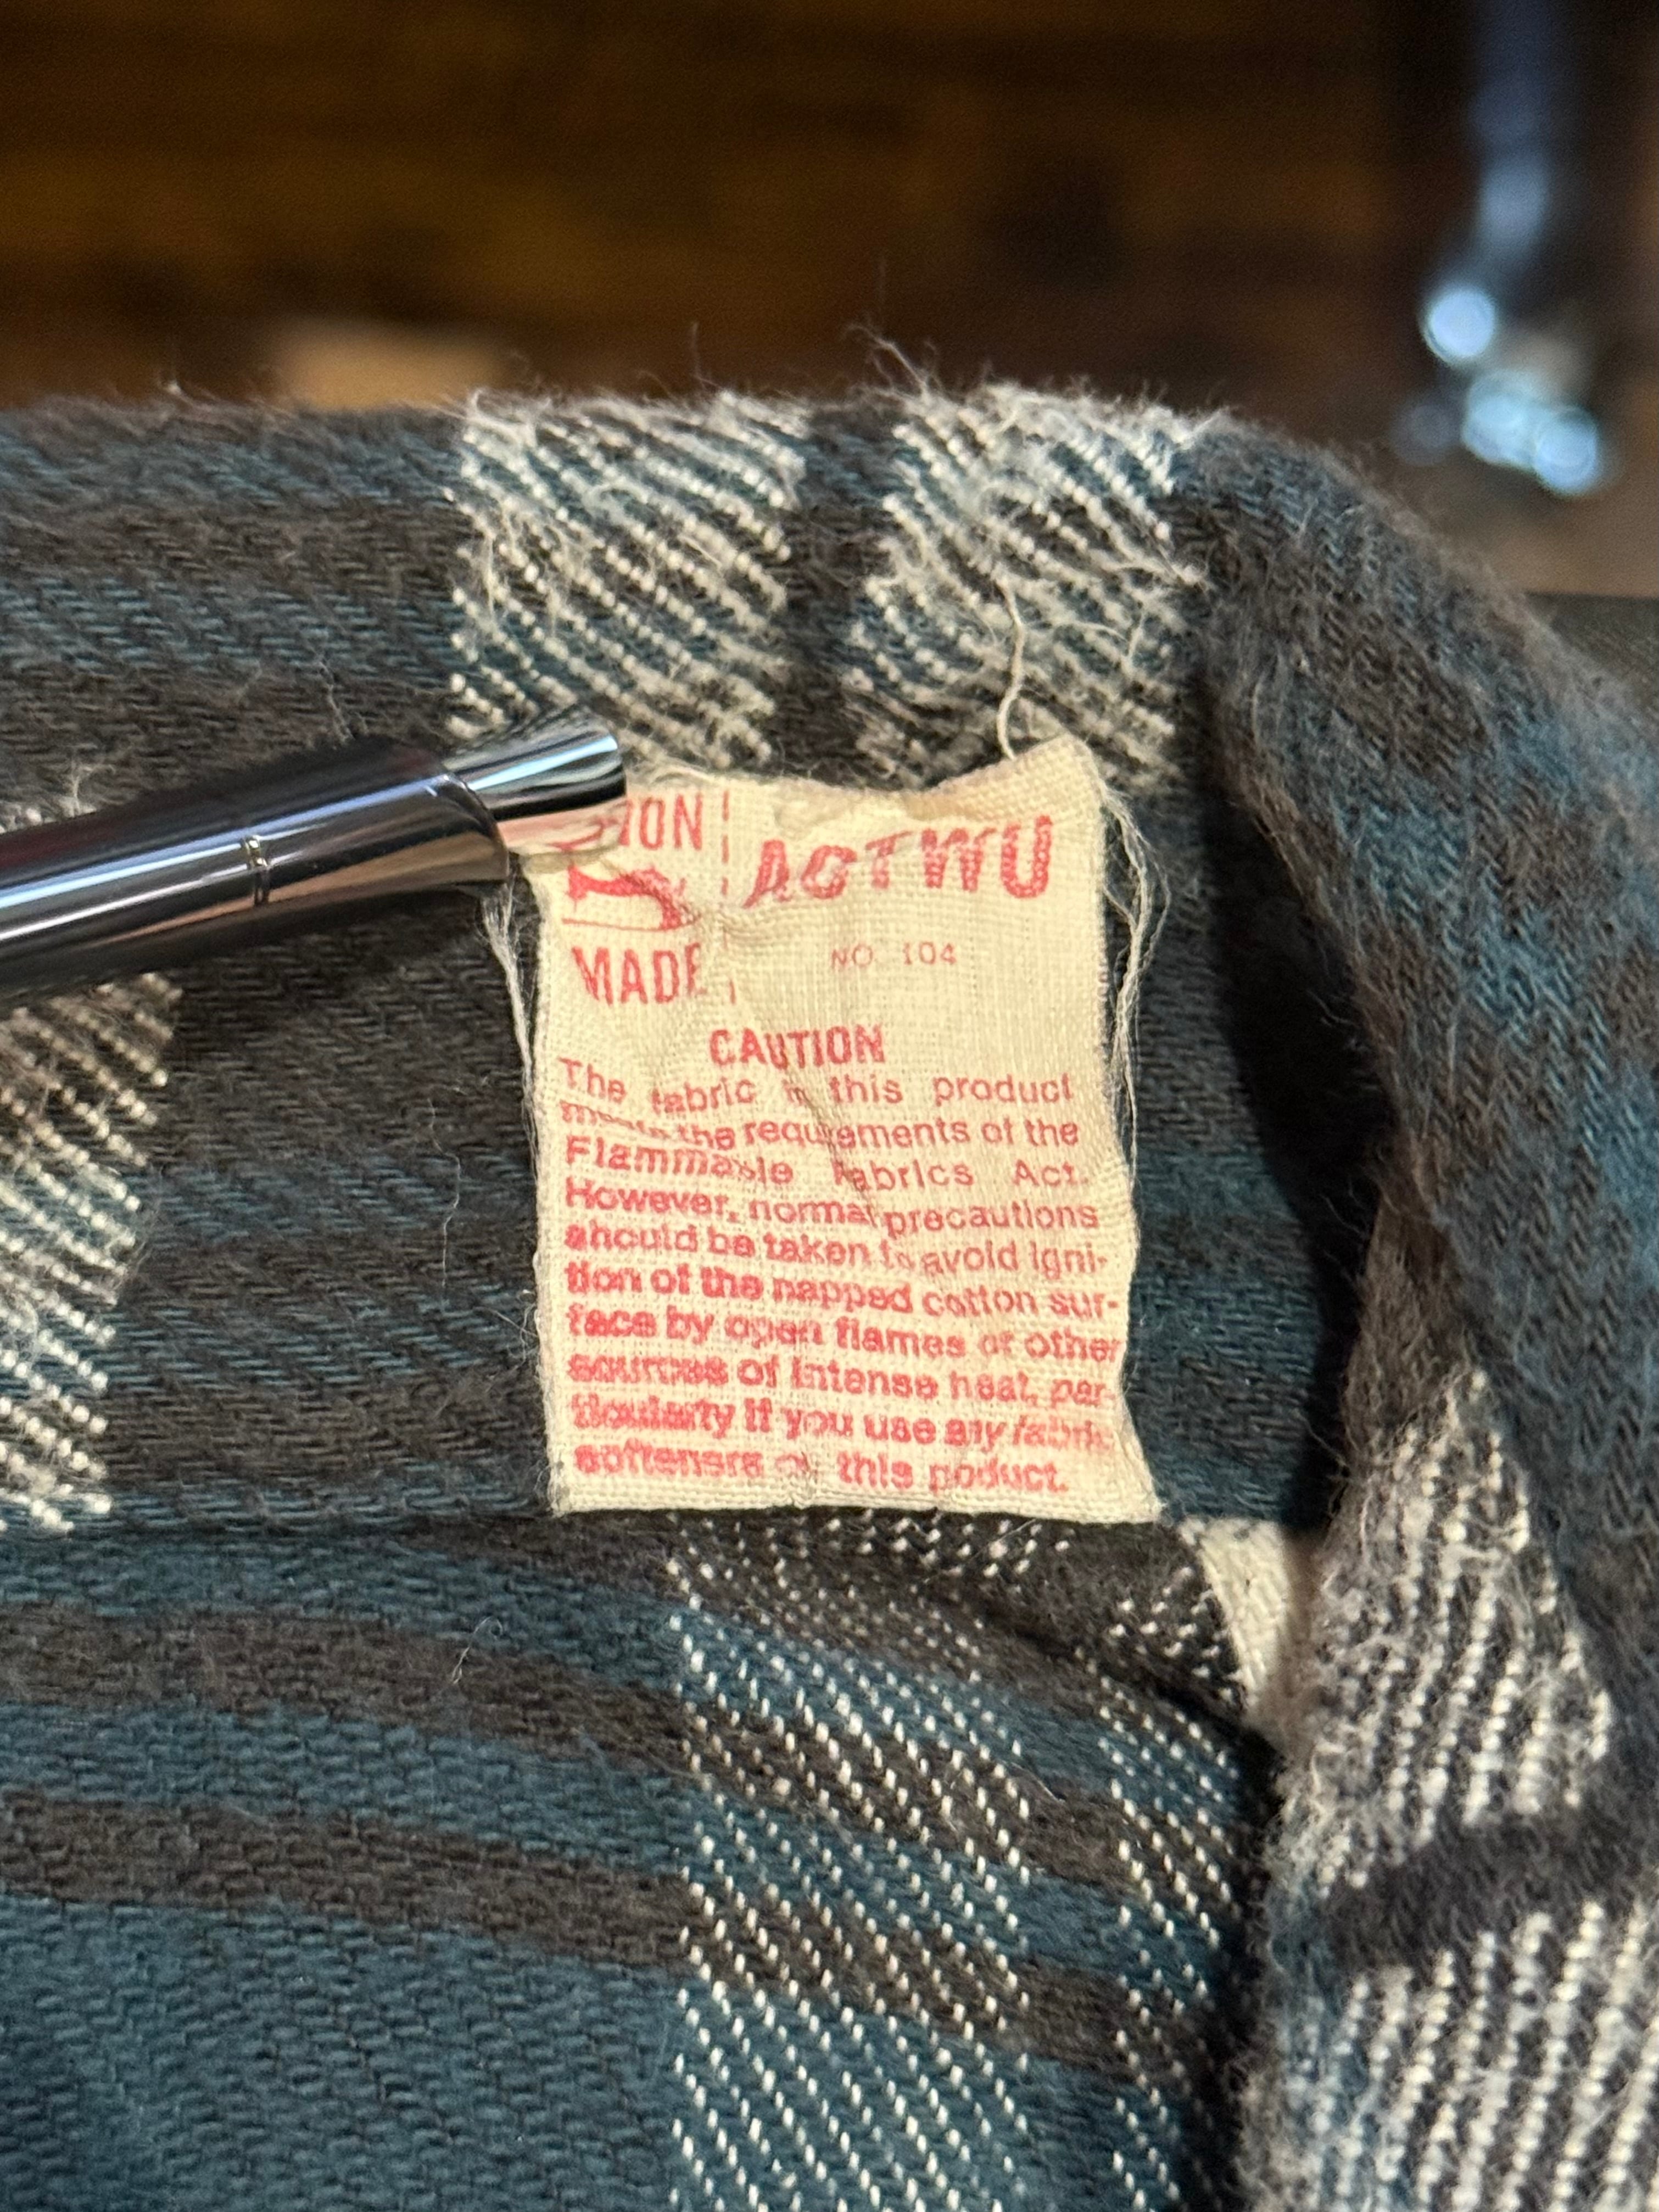 ION
ACTWU
MADE
NO. 104
CAUTION
The fabric in this product
meets the requirements of the
Flammable Fabrics Act.
However, normal precautions
should be taken to avoid igni-
tion of the napped cotton sur-
face by open flames or other
sources of intense heat, par-
ticularly if you use any fabric
softeners on this poduct.